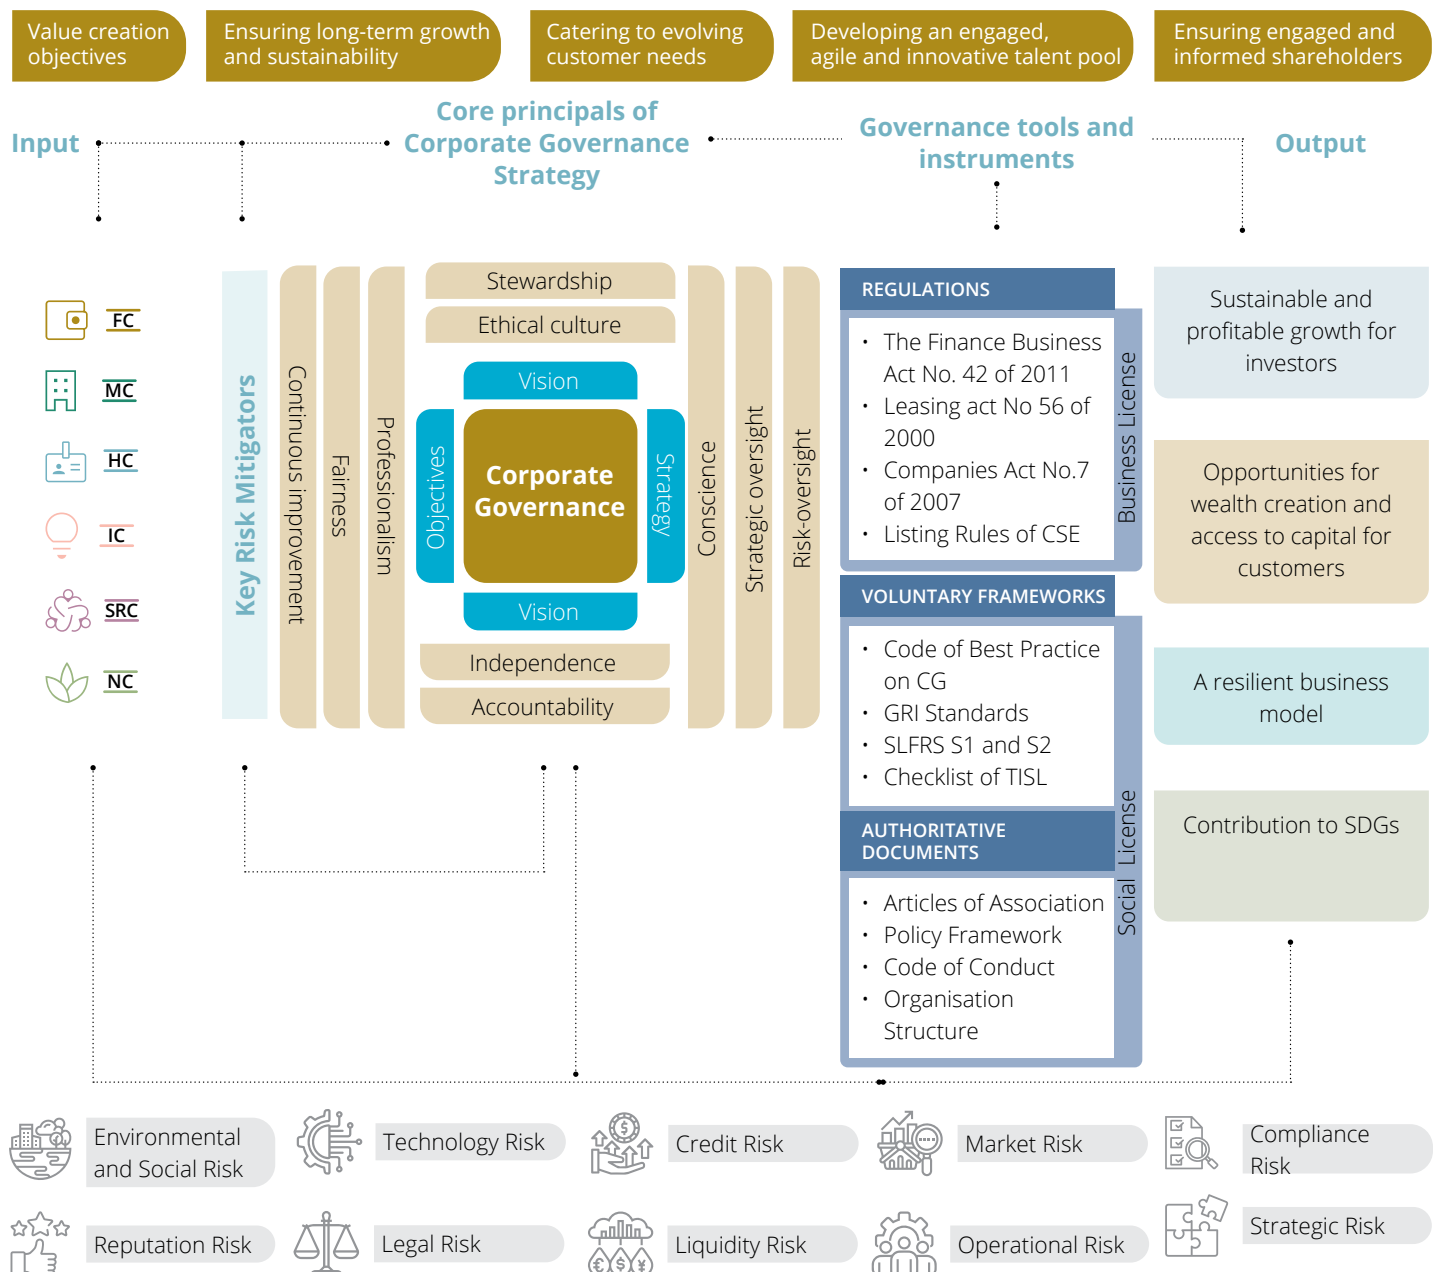 Value creation
objectives
Ensuring long-term growth
and sustainability
Catering to evolving
customer needs
Developing an engaged,
agile and innovative talent pool
Ensuring engaged and
informed shareholders
Input
Core principals of
Corporate Governance
Strategy
Governance tools and
instruments
Output
FC
MC
HC
IC
SRC
NC
Key Risk Mitigators
Continuous improvement
Fairness
Professionalism
Stewardship
Ethical culture
Vision
Objectives
Corporate
Governance
Strategy
Vision
Independence
Accountability
Conscience
Strategic oversight
Risk-oversight
REGULATIONS
• The Finance Business
Act No. 42 of 2011
• Leasing act No 56 of
2000
• Companies Act No.7
of 2007
• Listing Rules of CSE
Business License
VOLUNTARY FRAMEWORKS
• Code of Best Practice
on CG
• GRI Standards
• SLFRS S1 and S2
• Checklist of TISL
AUTHORITATIVE
DOCUMENTS
• Articles of Association
• Policy Framework
• Code of Conduct
• Organisation
Structure
Social License
Sustainable and
profitable growth for
investors
Opportunities for
wealth creation and
access to capital for
customers
A resilient business
model
Contribution to SDGs
Environmental
and Social Risk
Technology Risk
Credit Risk
Market Risk
Compliance
Risk
Reputation Risk
Legal Risk
Liquidity Risk
Operational Risk
Strategic Risk